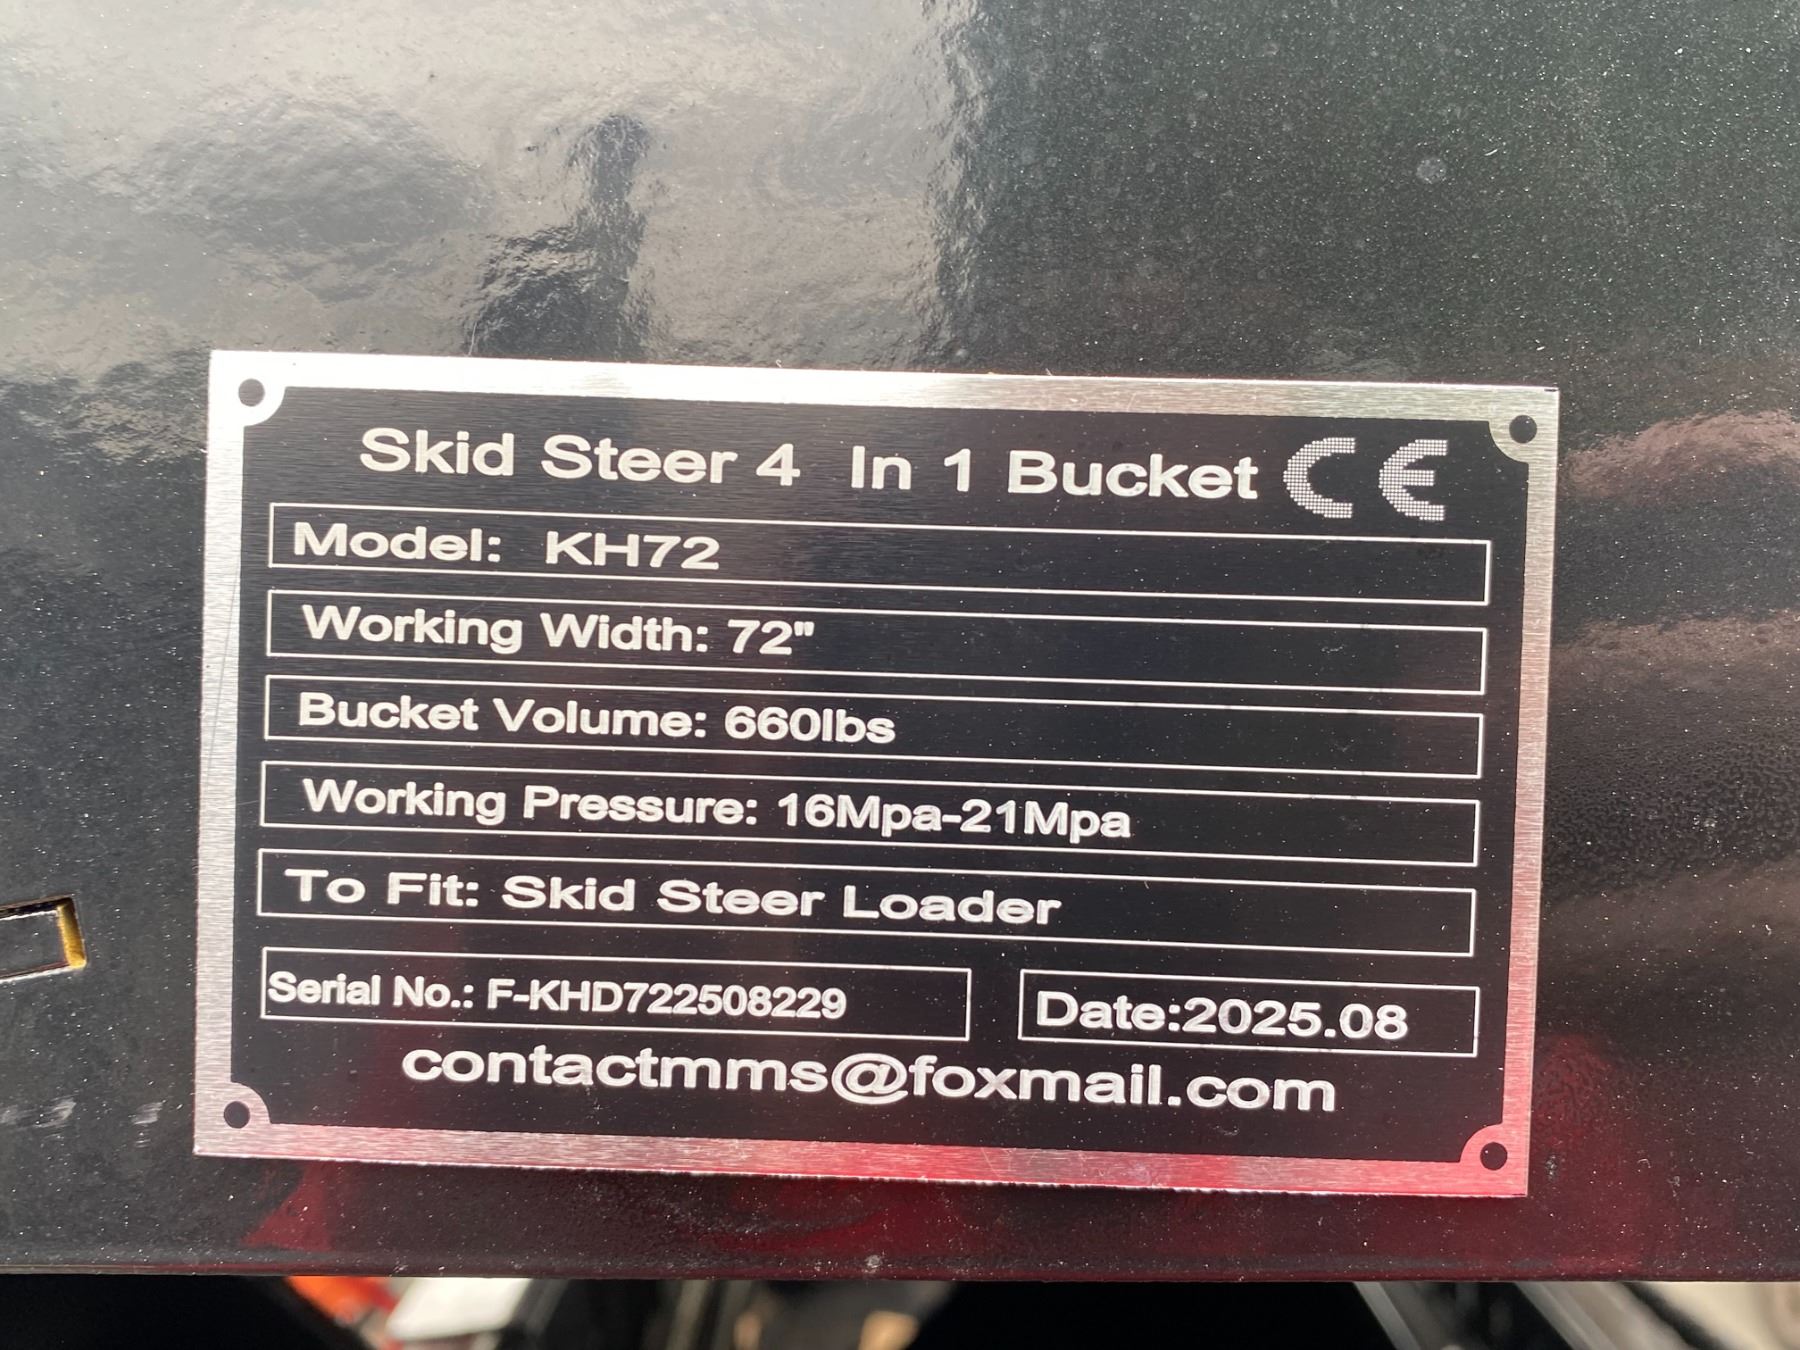 Skid Steer 4 In 1 Bucket CE
Model: KH72
Working Width: 72"
Bucket Volume: 660lbs
Working Pressure: 16Mpa-21Mpa
To Fit: Skid Steer Loader
Serial No.: F-KHD722508229
Date:2025.08
contactmms@foxmail.com